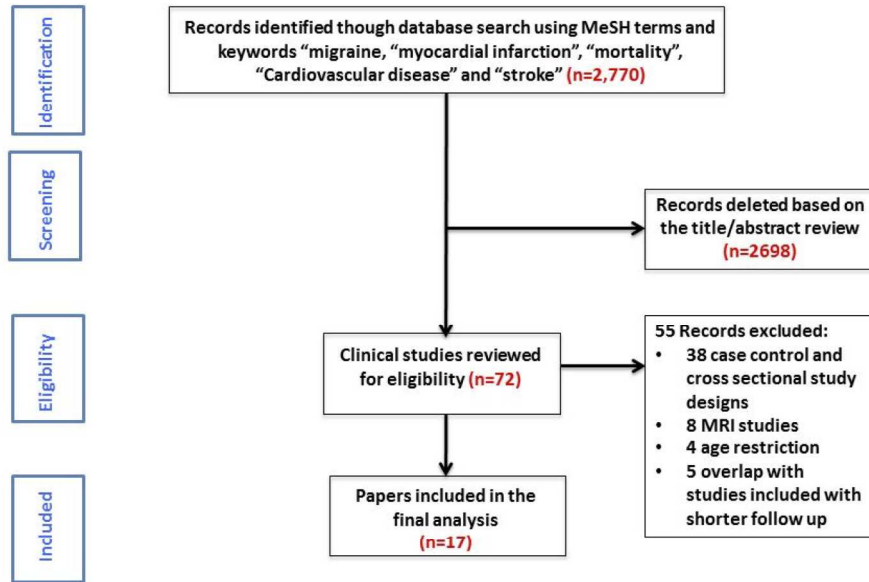 Identification
Records identified though database search using MeSH terms and
keywords “migraine, “myocardial infarction”, “mortality”,
“Cardiovascular disease” and “stroke” (n=2,770)
Screening
Records deleted based on
the title/abstract review
(n=2698)
Eligibility
Clinical studies reviewed
for eligibility (n=72)
55 Records excluded:
• 38 case control and
cross sectional study
designs
• 8 MRI studies
• 4 age restriction
• 5 overlap with
studies included with
shorter follow up
Included
Papers included in the
final analysis
(n=17)